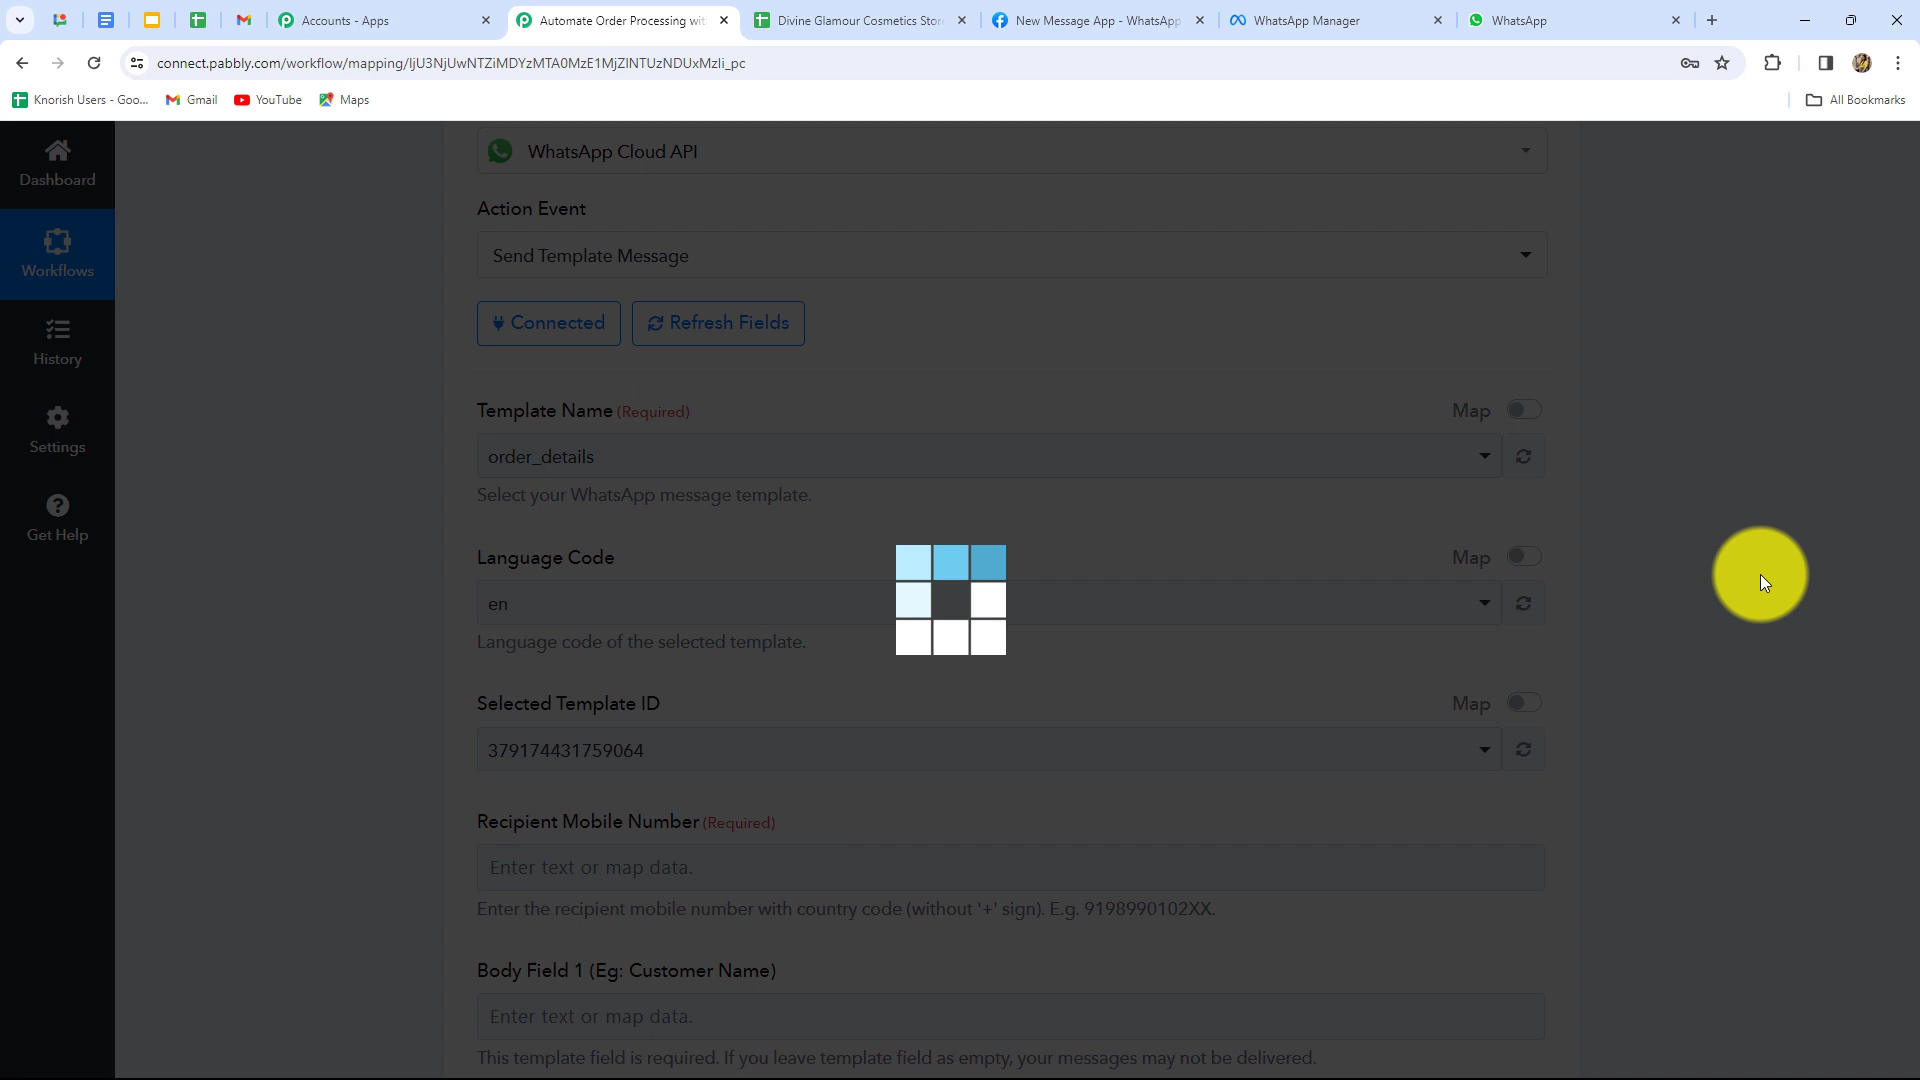 Accounts - Apps
Automate Order Processing wit
Divine Glamour Cosmetics Stor
New Message App - WhatsApp
WhatsApp Manager
WhatsApp
connect.pabbly.com/workflow/mapping/IjU3NjUwNTZiMDYzMTA0MzE1MjZlNTUzNDUxMzIi_pc
Knorish Users - Goo...
Gmail
YouTube
Maps
All Bookmarks
Dashboard
Workflows
History
Settings
Get Help
WhatsApp Cloud API
Action Event
Send Template Message
Connected
Refresh Fields
Template Name (Required)
Map
order_details
Select your WhatsApp message template.
Language Code
Map
en
Language code of the selected template.
Selected Template ID
Map
379174431759064
Recipient Mobile Number (Required)
Enter text or map data.
Enter the recipient mobile number with country code (without '+' sign). E.g. 9198990102XX.
Body Field 1 (Eg: Customer Name)
Enter text or map data.
This template field is required. If you leave template field as empty, your messages may not be delivered.